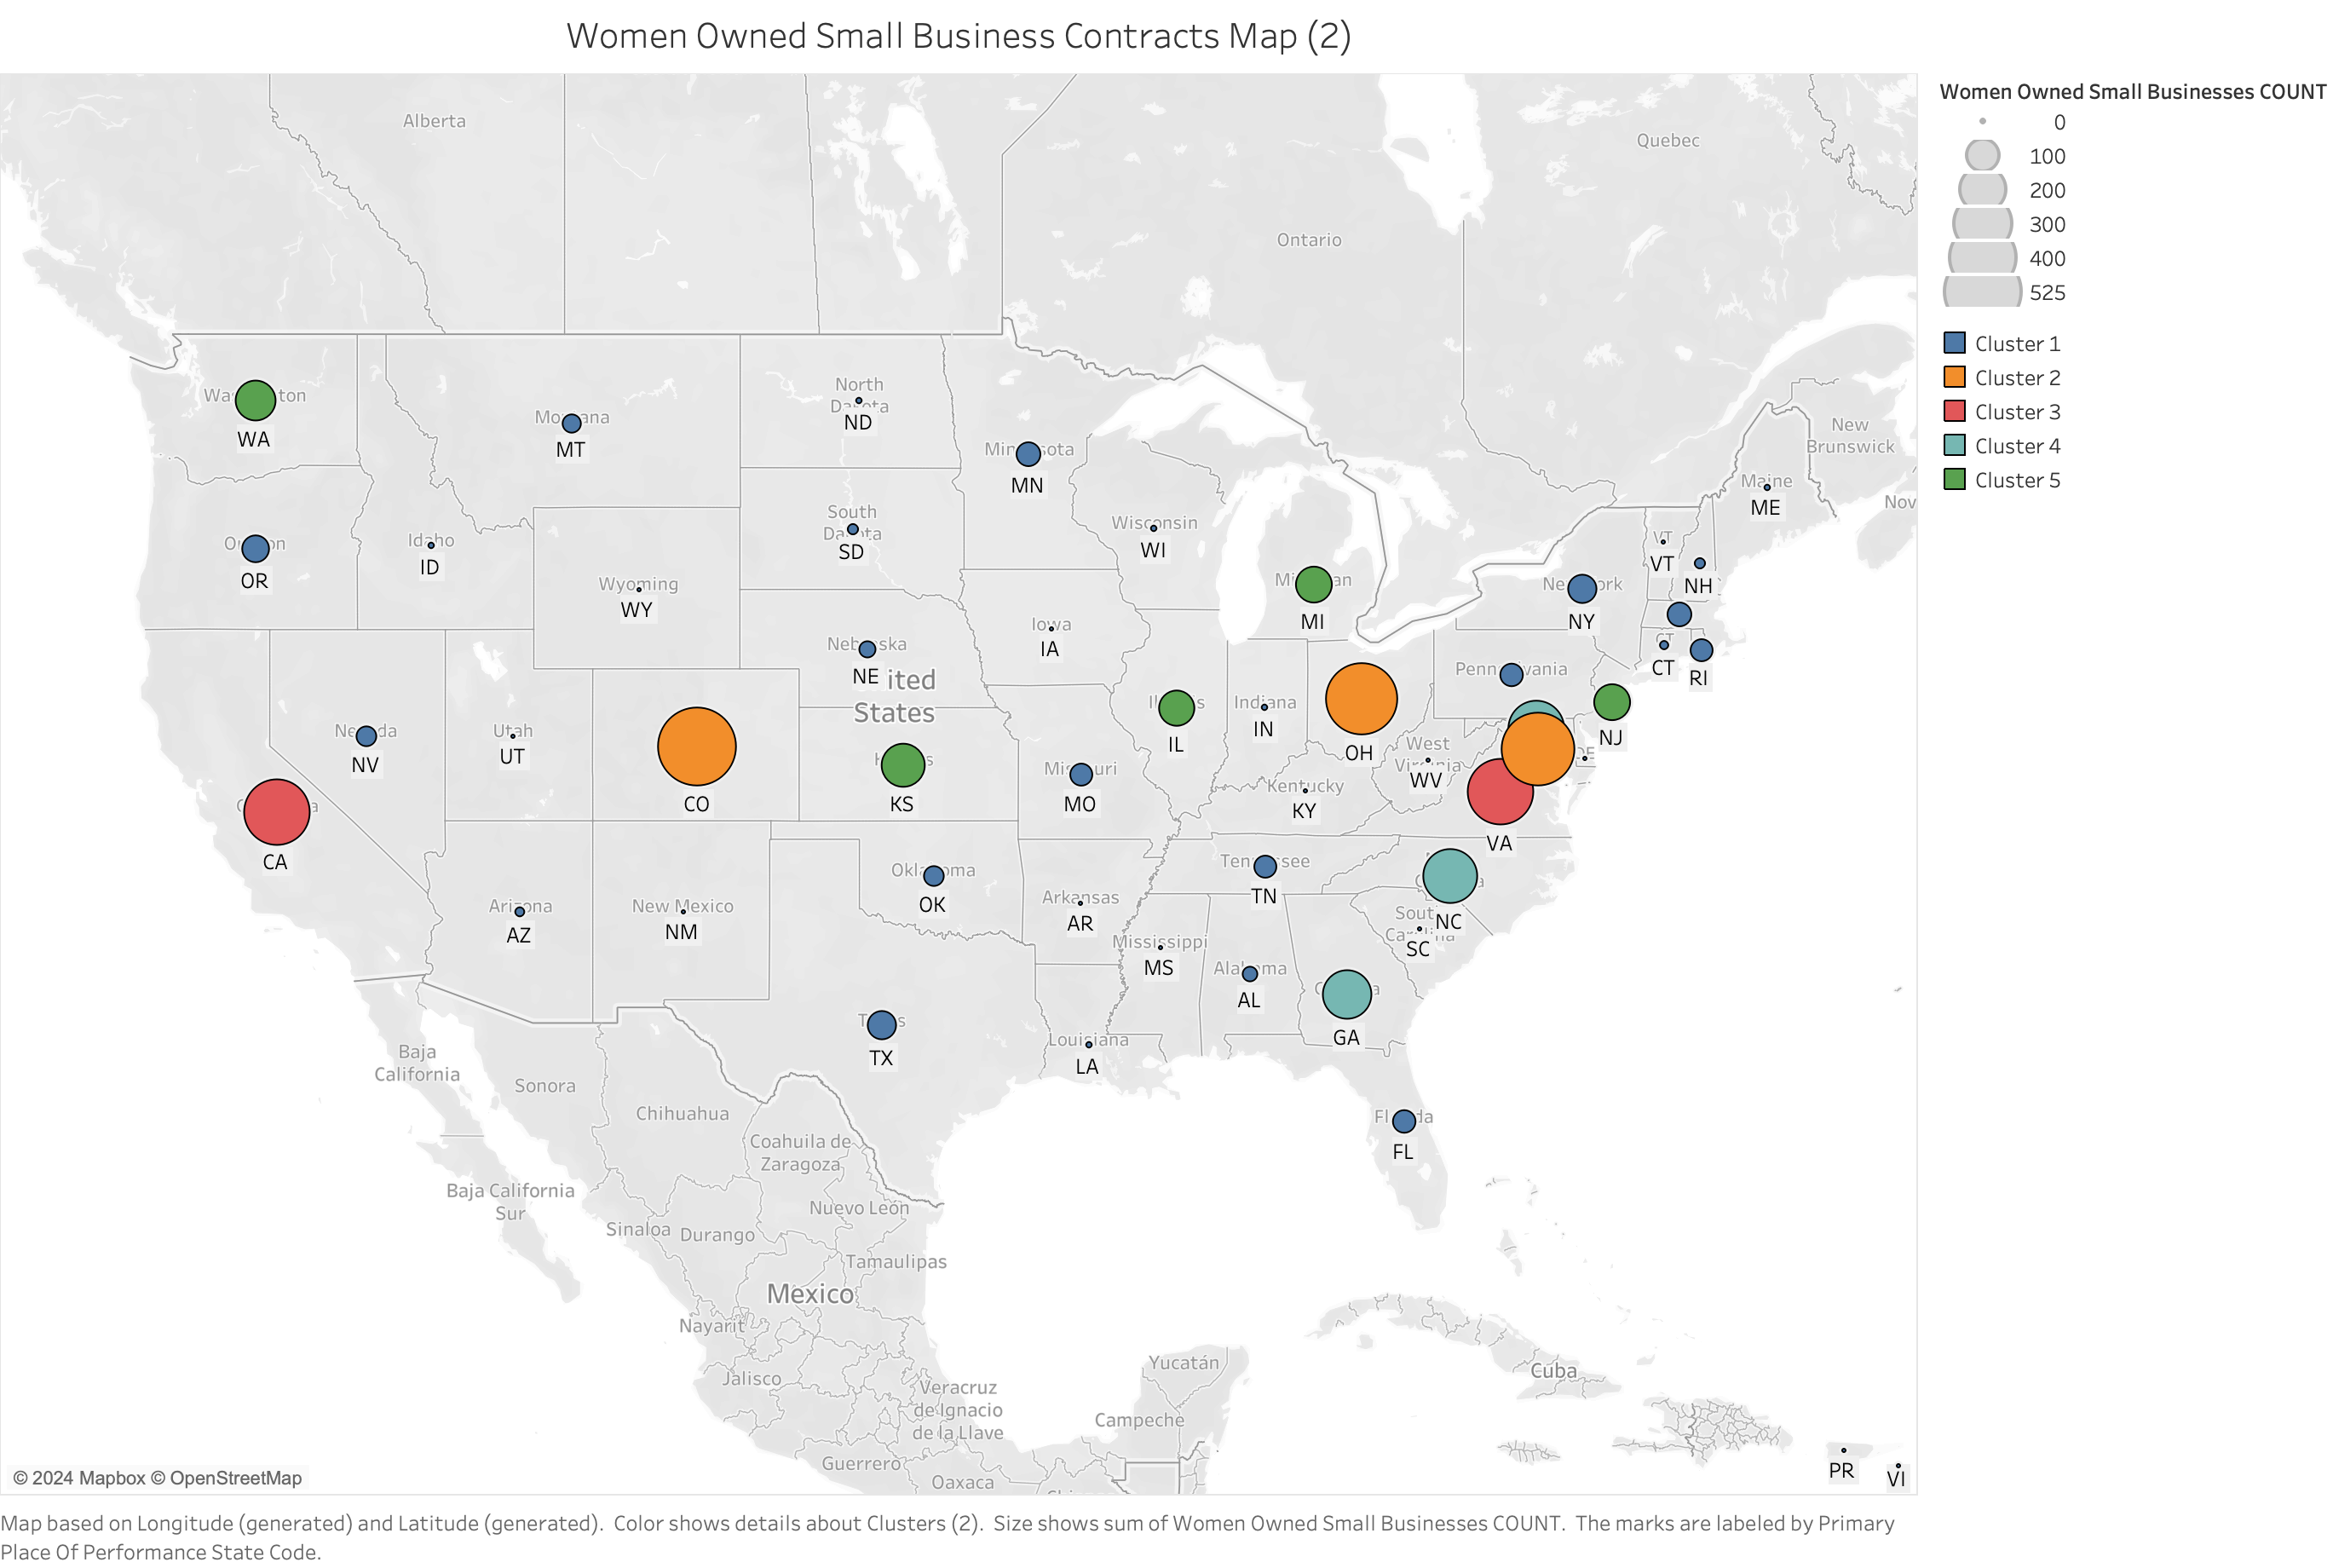 Women Owned Small Business Contracts Map (2)
Women Owned Small Businesses COUNT
0
100
200
300
400
525
Cluster 1
Cluster 2
Cluster 3
Cluster 4
Cluster 5
Alberta
Quebec
Ontario
New
Brunswick
Maine
ME
WA
MT
North
ND
MN
OR
Idaho
ID
South
SD
Wisconsin
WI
MI
NY
VT
VT
NH
Wyoming
WY
Iowa
IA
NE
CT
CT
RI
ited
States
NV
Utah
UT
CO
KS
IL
Indiana
IN
OH
NJ
West
Virginia
WV
DE
MO
Kentucky
KY
VA
CA
OK
Arkansas
AR
TN
NC
Arizona
AZ
New Mexico
NM
SC
Mississippi
MS
AL
GA
TX
Louisiana
LA
FL
Baja
California
Sonora
Chihuahua
Coahuila de
Zaragoza
Baja California
Sur
Nuevo León
Sinaloa
Durango
Tamaulipas
Mexico
Nayarit
Jalisco
Yucatán
Cuba
Veracruz
de Ignacio
de la Llave
Campeche
Guerrero
Oaxaca
PR
VI
© 2024 Mapbox © OpenStreetMap
Map based on Longitude (generated) and Latitude (generated). Color shows details about Clusters (2). Size shows sum of Women Owned Small Businesses COUNT. The marks are labeled by Primary
Place Of Performance State Code.